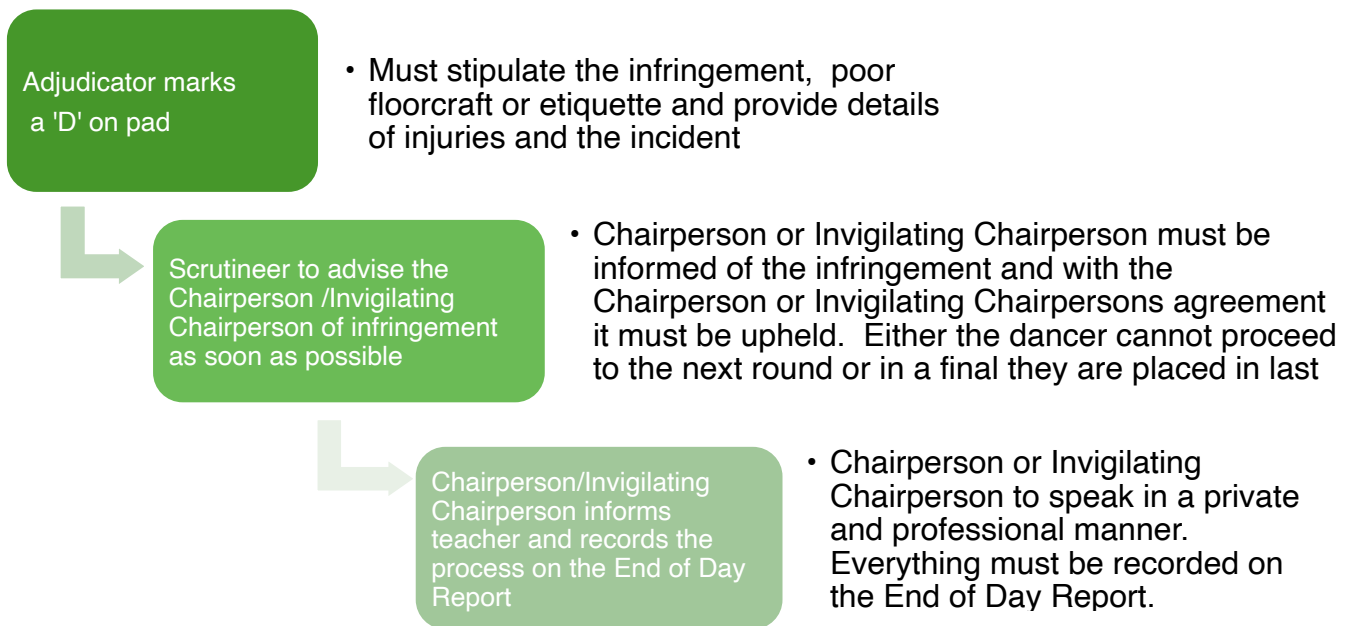 Adjudicator marks
a 'D' on pad
• Must stipulate the infringement, poor
floorcraft or etiquette and provide details
of injuries and the incident
Scrutineer to advise the
Chairperson /Invigilating
Chairperson of infringement
as soon as possible
• Chairperson or Invigilating Chairperson must be
informed of the infringement and with the
Chairperson or Invigilating Chairpersons agreement
it must be upheld. Either the dancer cannot proceed
to the next round or in a final they are placed in last
Chairperson/Invigilating
Chairperson informs
teacher and records the
process on the End of Day
Report
• Chairperson or Invigilating
Chairperson to speak in a private
and professional manner.
Everything must be recorded on
the End of Day Report.